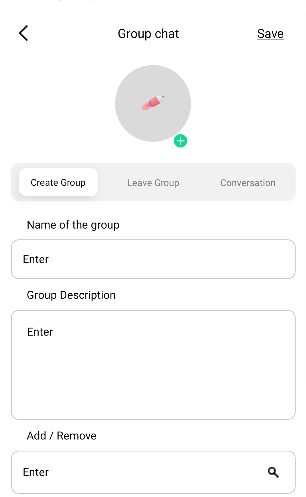 Group chat
Save
Create Group
Leave Group
Conversation
Name of the group
Enter
Group Description
Enter
Add / Remove
Enter